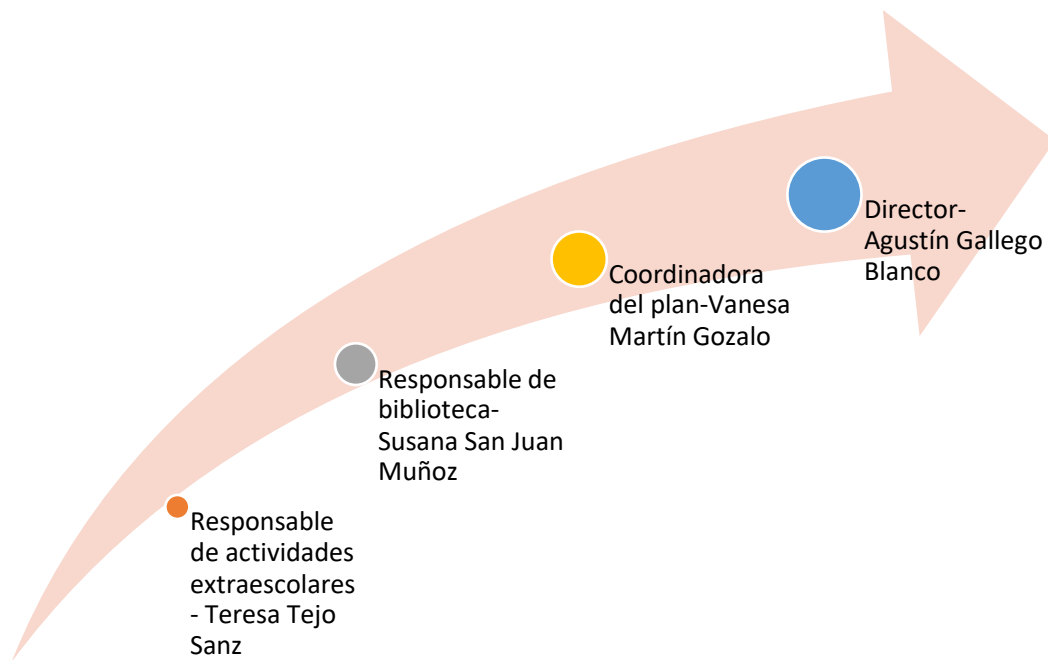 Responsable
de actividades
extraescolares
- Teresa Tejo
Sanz
Responsable de
biblioteca-
Susana San Juan
Muñoz
Coordinadora
del plan-Vanesa
Martín Gozalo
Director-
Agustín Gallego
Blanco